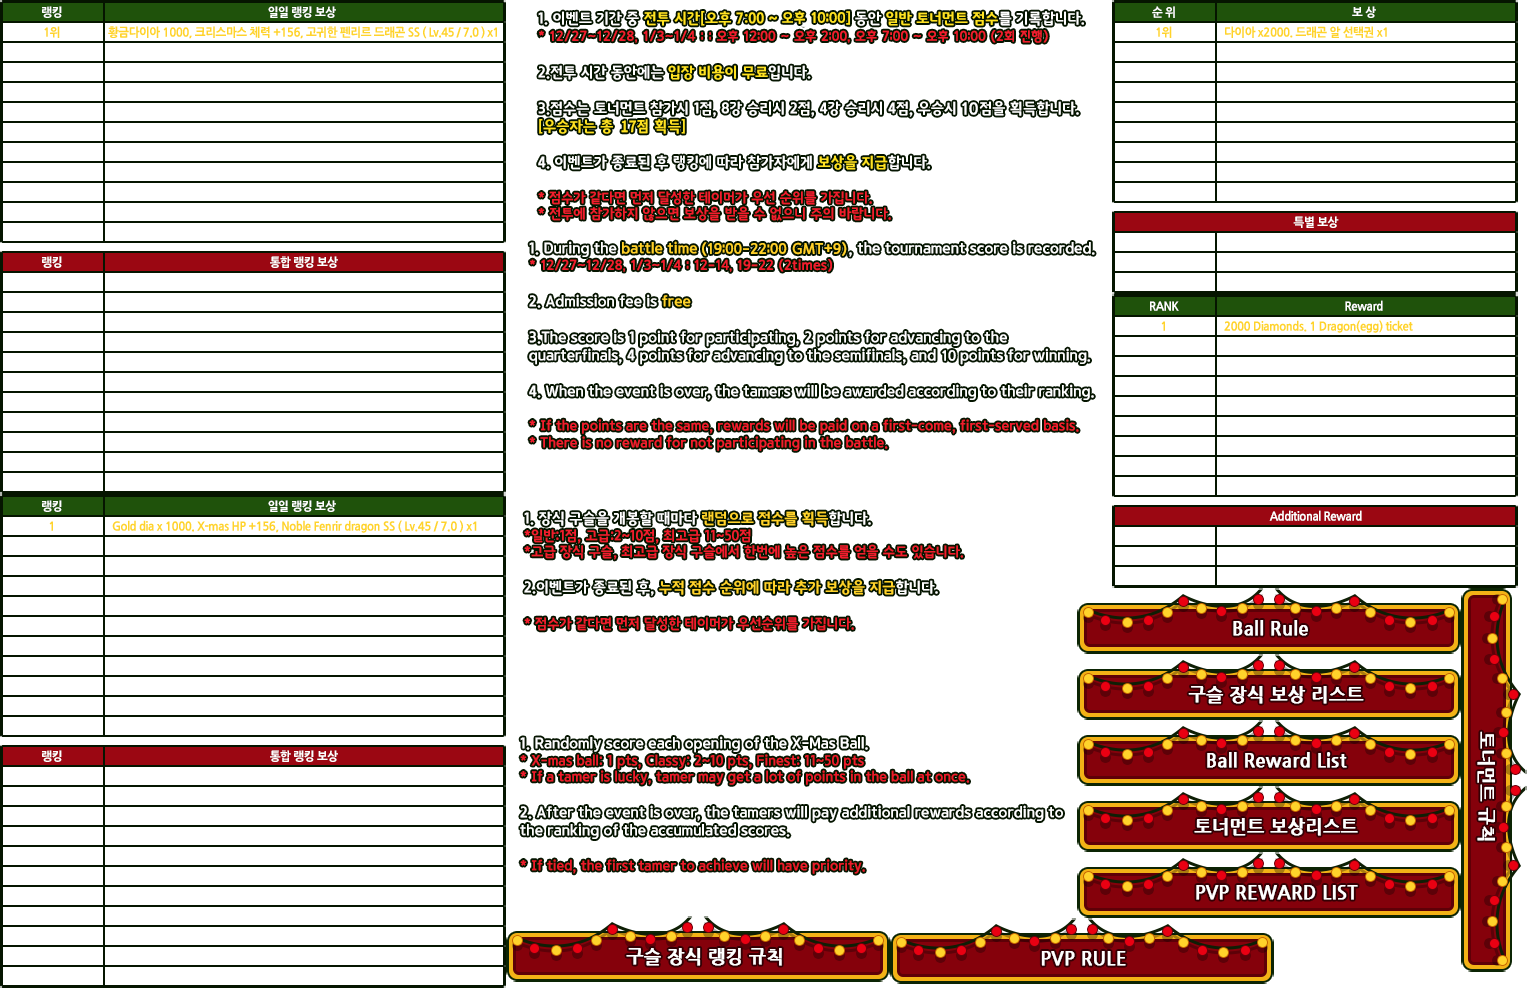 랭킹 일일 랭킹 보상
1위 황금다이아 1000, 크리스마스 체력 +156, 고귀한 펜리르 드래곤 SS ( Lv.45 / 7.0 ) x1
랭킹 통합 랭킹 보상
랭킹 일일 랭킹 보상
1 Gold dia x 1000, X-mas HP +156, Noble Fenrir dragon SS ( Lv.45 / 7.0 ) x1
랭킹 통합 랭킹 보상
1. 이벤트 기간 중 전투 시간[오후 7:00 ~ 오후 10:00] 동안 일반 토너먼트 점수를 기록합니다.
* 12/27~12/28, 1/3~1/4 : : 오후 12:00 ~ 오후 2:00, 오후 7:00 ~ 오후 10:00 (2회 진행)
2.전투 시간 동안에는 입장 비용이 무료입니다.
3.점수는 토너먼트 참가시 1점, 8강 승리시 2점, 4강 승리시 4점, 우승시 10점을 획득합니다.
[우승자는 총 17점 획득]
4. 이벤트가 종료된 후 랭킹에 따라 참가자에게 보상을 지급합니다.
* 점수가 같다면 먼저 달성한 테이머가 우선 순위를 가집니다.
* 전투에 참가하지 않으면 보상을 받을 수 없으니 주의 바랍니다.
1. During the battle time (19:00-22:00 GMT+9), the tournament score is recorded.
* 12/27~12/28, 1/3~1/4 : 12-14, 19-22 (2times)
2. Admission fee is free
3.The score is 1 point for participating, 2 points for advancing to the
quarterfinals, 4 points for advancing to the semifinals, and 10 points for winning.
4. When the event is over, the tamers will be awarded according to their ranking.
* If the points are the same, rewards will be paid on a first-come, first-served basis.
* There is no reward for not participating in the battle.
1. 장식 구슬을 개봉할 때마다 랜덤으로 점수를 획득합니다.
*일반:1점, 고급:2~10점, 최고급 11~50점
*고급 장식 구슬, 최고급 장식 구슬에서 한번에 높은 점수를 얻을 수도 있습니다.
2.이벤트가 종료된 후, 누적 점수 순위에 따라 추가 보상을 지급합니다.
* 점수가 같다면 먼저 달성한 테이머가 우선순위를 가집니다.
1. Randomly score each opening of the X-Mas Ball.
* X-mas ball: 1 pts, Classy: 2~10 pts, Finest: 11~50 pts
* If a tamer is lucky, tamer may get a lot of points in the ball at once.
2. After the event is over, the tamers will pay additional rewards according to
the ranking of the accumulated scores.
* If tied, the first tamer to achieve will have priority.
순 위 보 상
1위 다이아 x2000, 드래곤 알 선택권 x1
특별 보상
RANK Reward
1 2000 Diamonds, 1 Dragon(egg) ticket
Additional Reward
Ball Rule
구슬 장식 보상 리스트
Ball Reward List
토너먼트 보상리스트
PVP REWARD LIST
토너먼트 규칙
구슬 장식 랭킹 규칙
PVP RULE